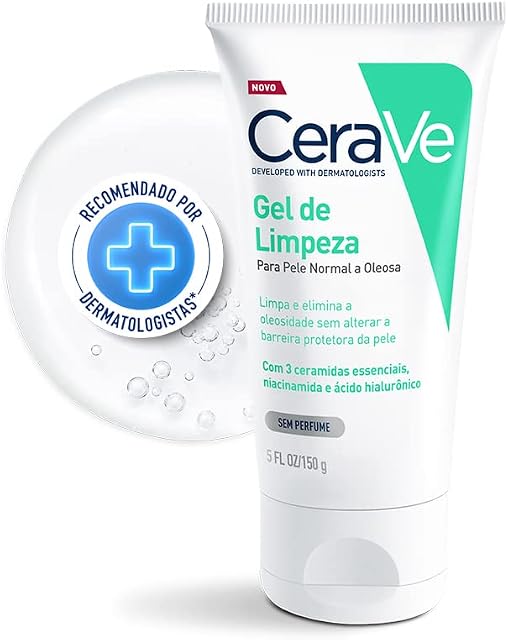 NOVO
CeraVe
DEVELOPED WITH DERMATOLOGISTS
Gel de
Limpeza
Para Pele Normal a Oleosa
Limpa e elimina a
oleosidade sem alterar a
barreira protetora da pele
Com 3 ceramidas essenciais,
niacinamida e ácido hialurônico
SEM PERFUME
5 FL OZ/150 g
RECOMENDADO POR
DERMATOLOGISTAS*